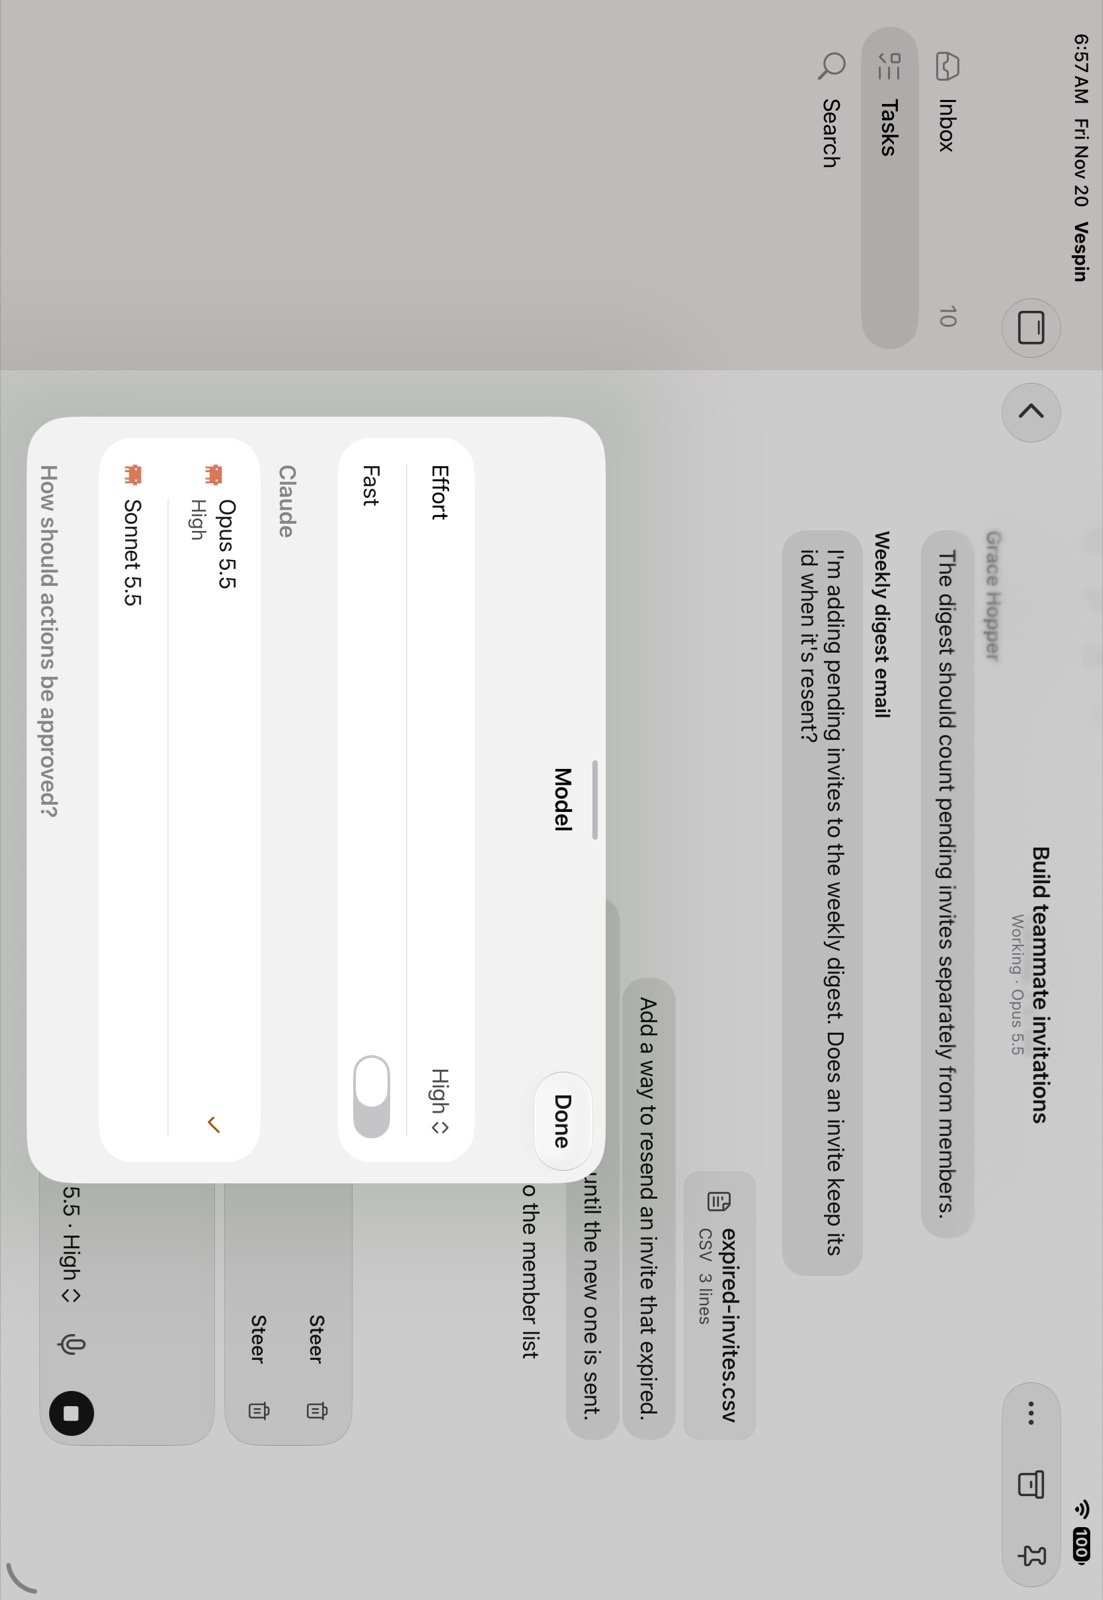 6:57 AM Fri Nov 20 Vespin
100
Build teammate invitations
Working · Opus 5.5
Inbox 10
Tasks
Search
Grace Hopper
The digest should count pending invites separately from members.
Weekly digest email
I'm adding pending invites to the weekly digest. Does an invite keep its
id when it's resent?
expired-invites.csv
CSV 3 lines
Add a way to resend an invite that expired.
until the new one is sent.
o the member list
Model
Done
Effort High
Fast
Claude
Opus 5.5
High
Sonnet 5.5
How should actions be approved?
Steer
Steer
5.5 · High